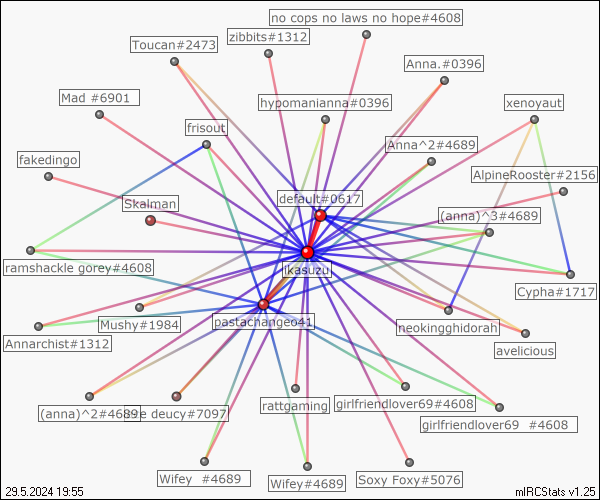 no cops no laws no hope#4608
zibbits#1312
Toucan#2473
Anna.#0396
Mad #6901
hypomanianna#0396
xenoyaut
frisout
Anna^2#4689
fakedingo
AlpineRooster#2156
default#0617
Skalman
(anna)^3#4689
ikasuzu
ramshackle gorey#4608
Cypha#1717
Mushy#1984
pastachangeo41
neokingghidorah
Annarchist#1312
avelicious
(anna)^2#4689
deucy#7097
rattgaming
girlfriendlover69#4608
girlfriendlover69 #4608
Wifey #4689
Wifey#4689
Soxy Foxy#5076
29.5.2024 19:55
mIRCStats v1.25